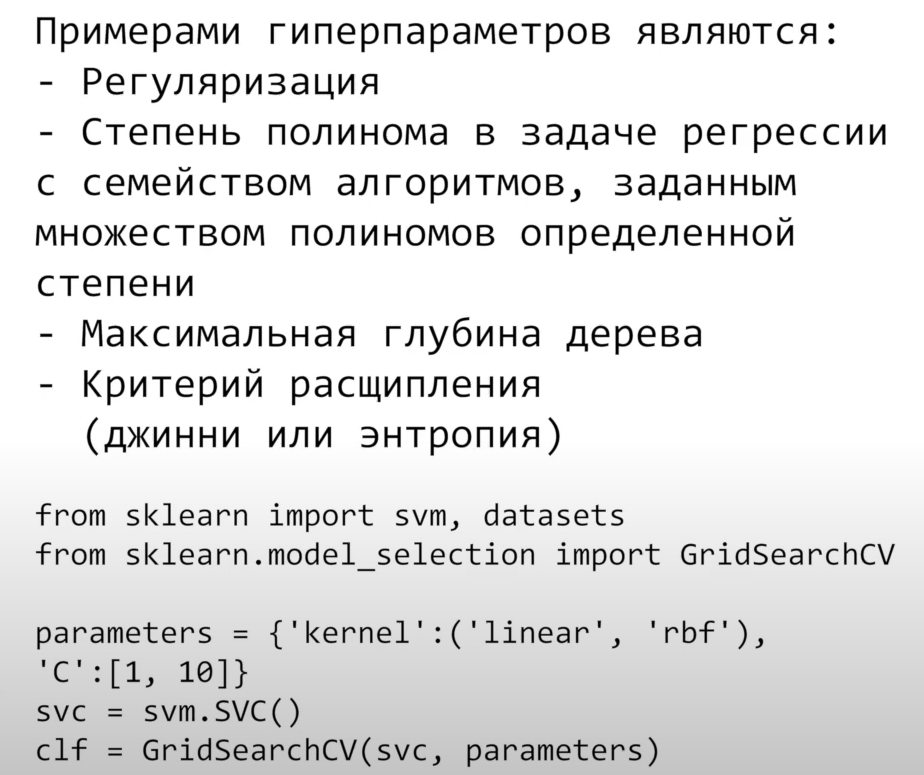 Примерами гиперпараметров являются:
- Регуляризация
- Степень полинома в задаче регрессии
с семейством алгоритмов, заданным
множеством полиномов определенной
степени
- Максимальная глубина дерева
- Критерий расщипления
(джинни или энтропия)
from sklearn import svm, datasets
from sklearn.model_selection import GridSearchCV
parameters = {'kernel':('linear', 'rbf'),
'C':[1, 10]}
svc = svm.SVC()
clf = GridSearchCV(svc, parameters)